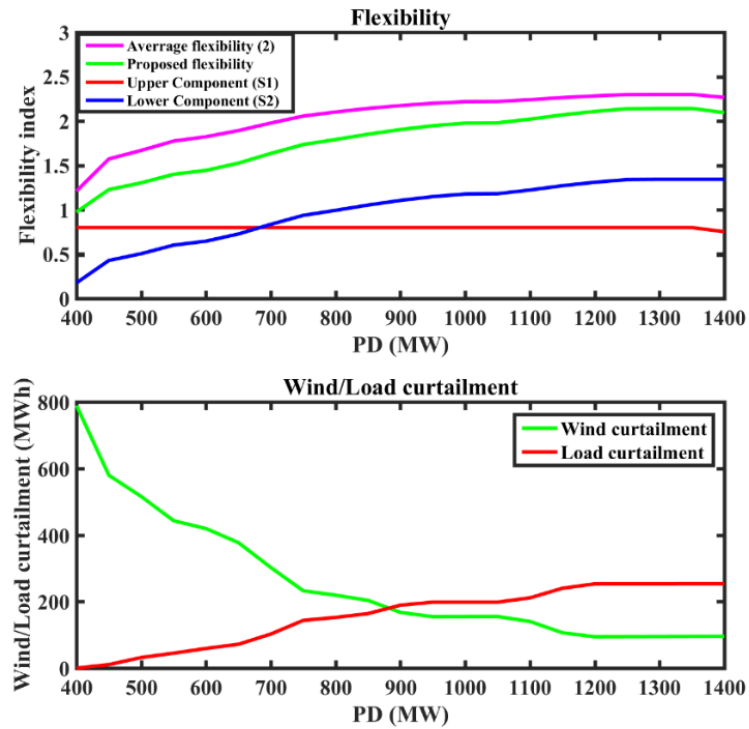 Flexibility
3
2.5
2
1.5
1
0.5
0
Flexibility index
Averrage flexibility (2)
Proposed flexibility
Upper Component (S1)
Lower Component (S2)
400 500 600 700 800 900 1000 1100 1200 1300 1400
PD (MW)
Wind/Load curtailment
800
600
400
200
0
Wind/Load curtailment (MWh)
Wind curtailment
Load curtailment
400 500 600 700 800 900 1000 1100 1200 1300 1400
PD (MW)